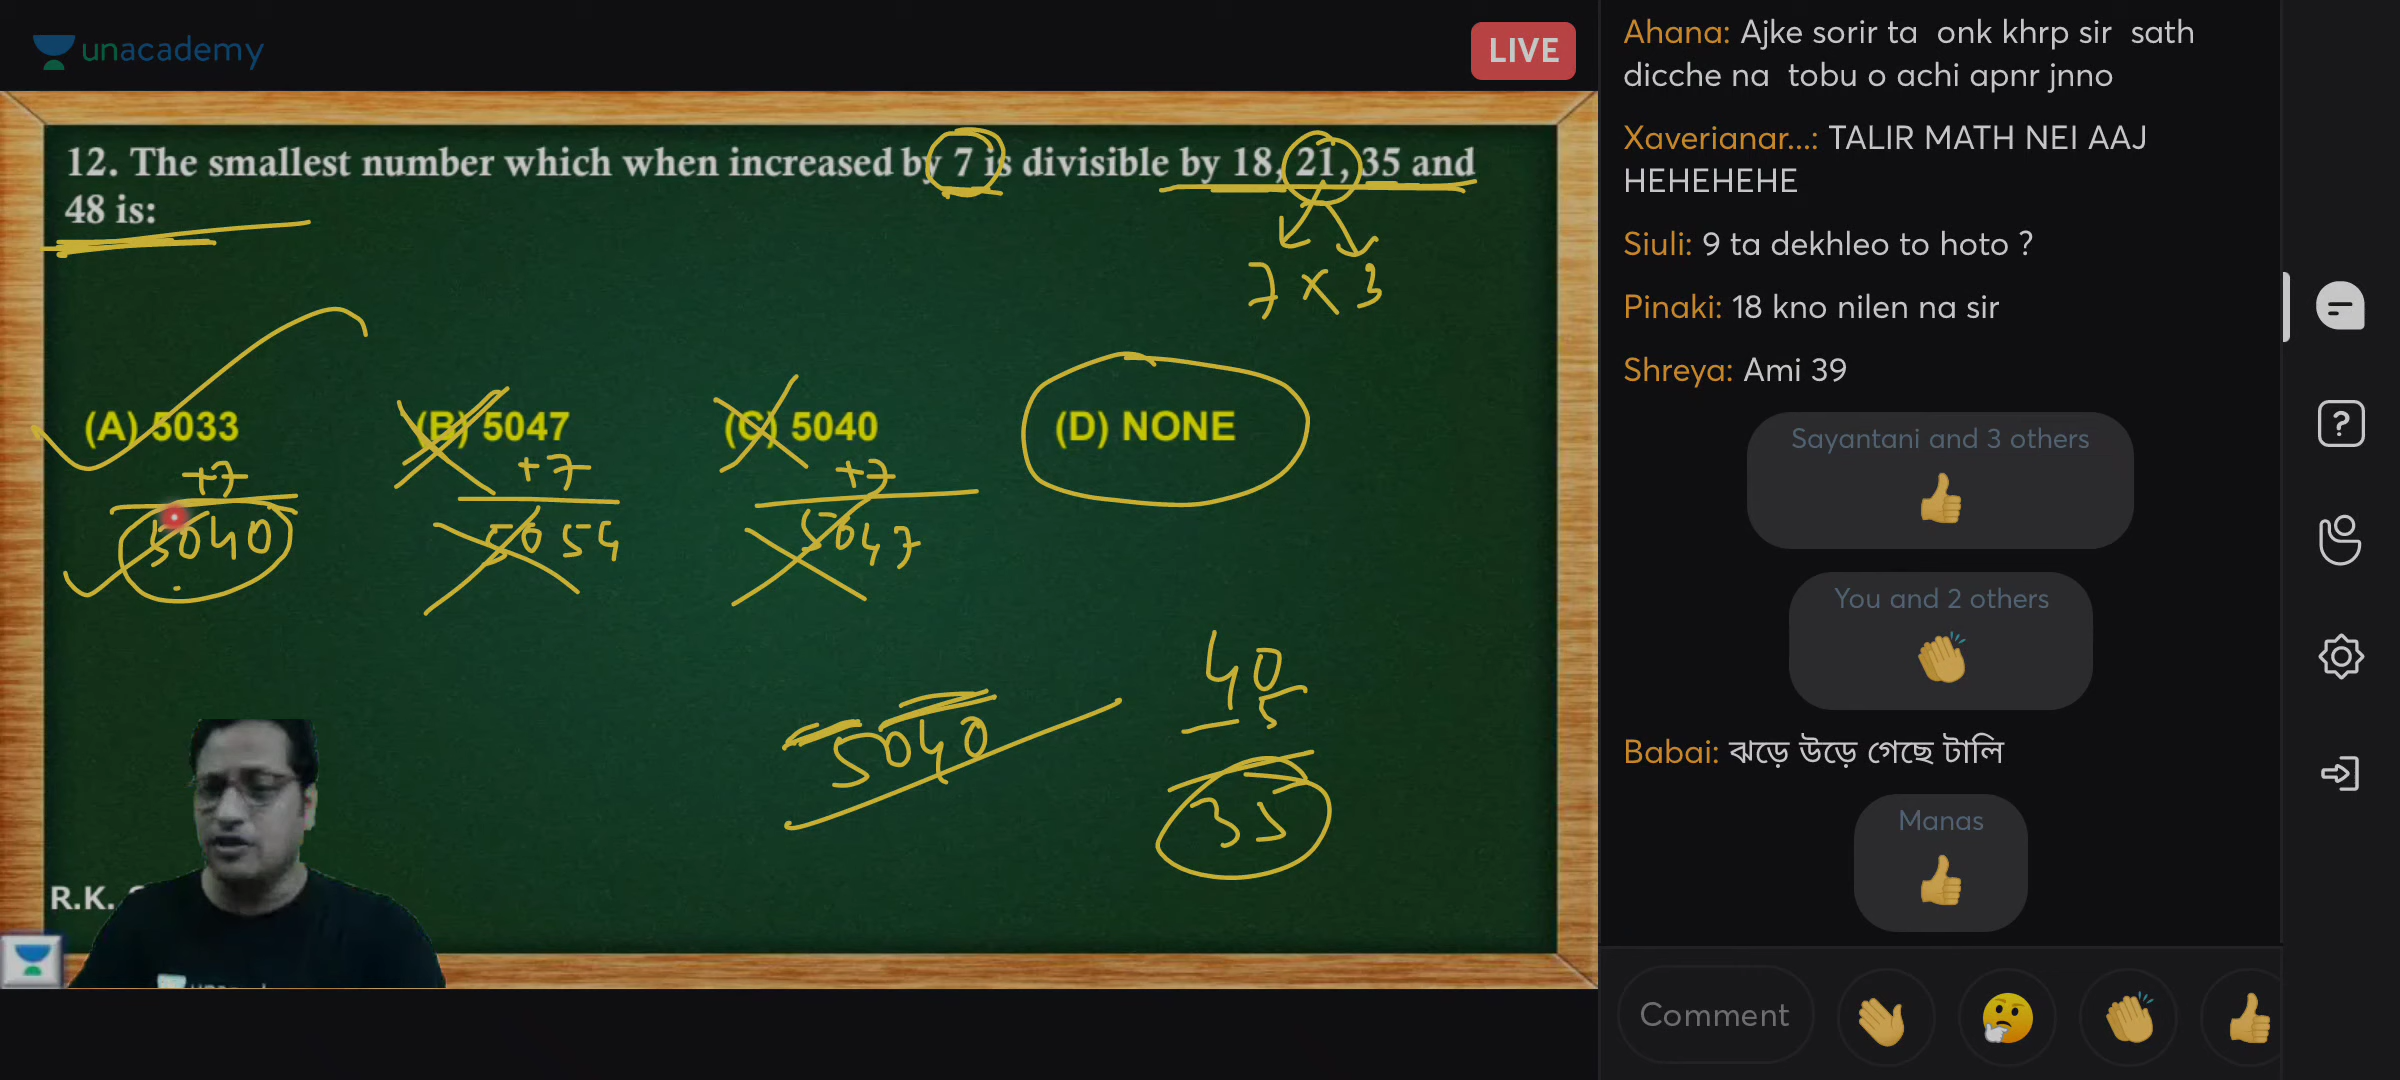 unacademy
LIVE
12. The smallest number which when increased by 7 is divisible by 18, 21, 35 and
48 is:
7 × 3
(A) 5033
(B) 5047
(C) 5040
(D) NONE
+7
+7
+7
5040
5054
5047
5040
40
5
35
R.K.
Ahana: Ajke sorir ta onk khrp sir sath
dicche na tobu o achi apnr jnno
Xaverianar...: TALIR MATH NEI AAJ
HEHEHEHE
Siuli: 9 ta dekhleo to hoto ?
Pinaki: 18 kno nilen na sir
Shreya: Ami 39
Sayantani and 3 others
You and 2 others
Babai: ঝড়ে উড়ে গেছে টালি
Manas
Comment